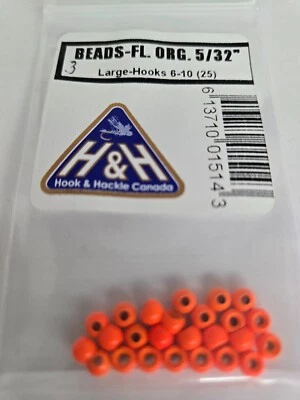 BEADS-FL. ORG. 5/32"
3
Large-Hooks 6-10 (25)
H&H
Hook & Hackle Canada
6 13710 01514 3